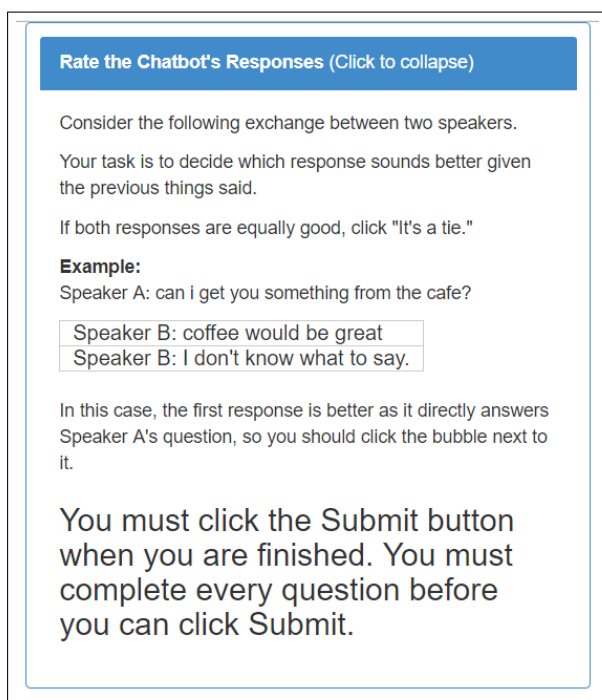 Rate the Chatbot's Responses (Click to collapse)
Consider the following exchange between two speakers.
Your task is to decide which response sounds better given
the previous things said.
If both responses are equally good, click "It's a tie."
Example:
Speaker A: can i get you something from the cafe?
Speaker B: coffee would be great
Speaker B: I don't know what to say.
In this case, the first response is better as it directly answers
Speaker A's question, so you should click the bubble next to
it.
You must click the Submit button
when you are finished. You must
complete every question before
you can click Submit.